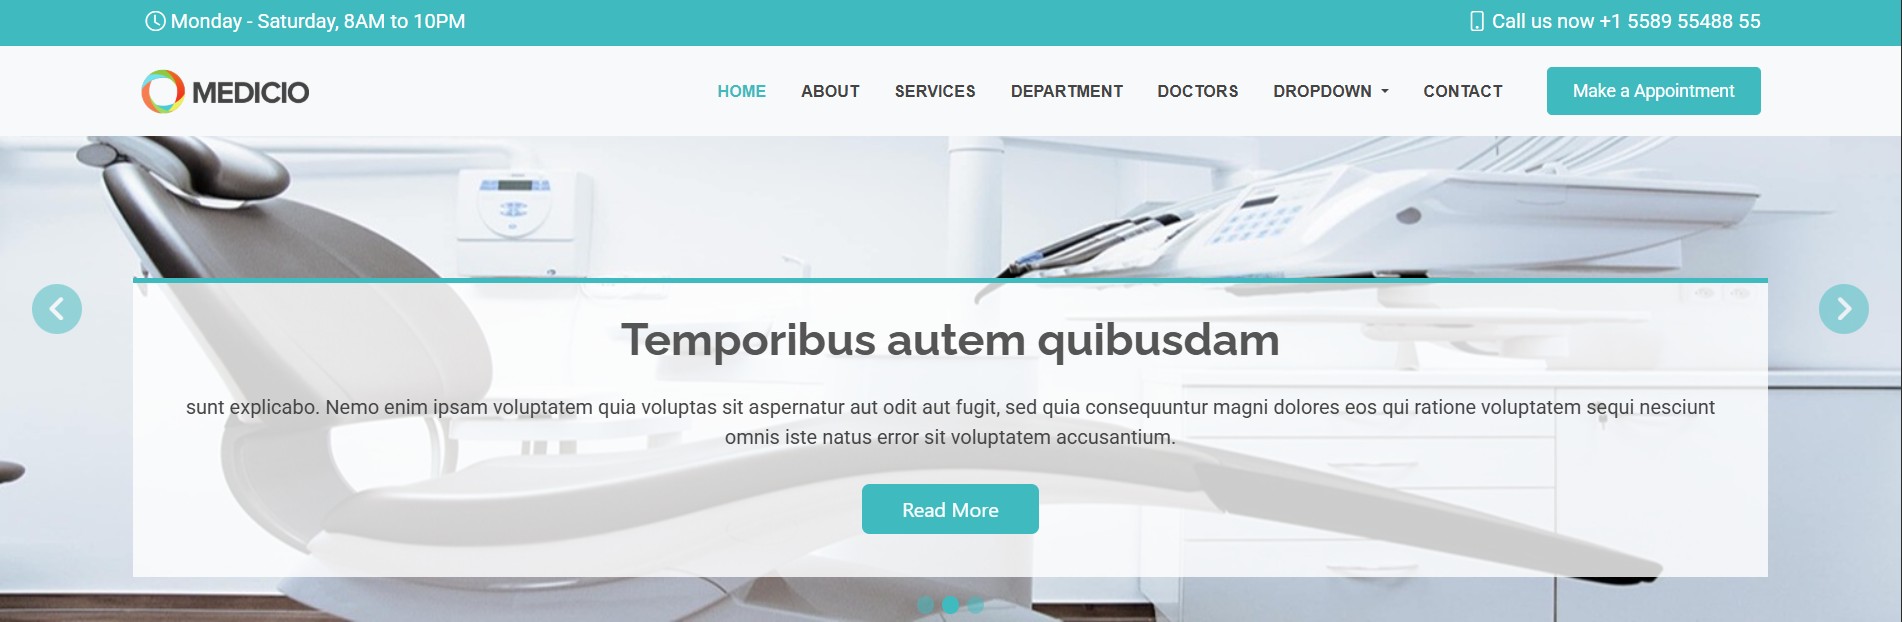 Monday - Saturday, 8AM to 10PM
Call us now +1 5589 55488 55
MEDICIO
HOME ABOUT SERVICES DEPARTMENT DOCTORS DROPDOWN CONTACT
Make a Appointment
Temporibus autem quibusdam
sunt explicabo. Nemo enim ipsam voluptatem quia voluptas sit aspernatur aut odit aut fugit, sed quia consequuntur magni dolores eos qui ratione voluptatem sequi nesciunt
omnis iste natus error sit voluptatem accusantium.
Read More